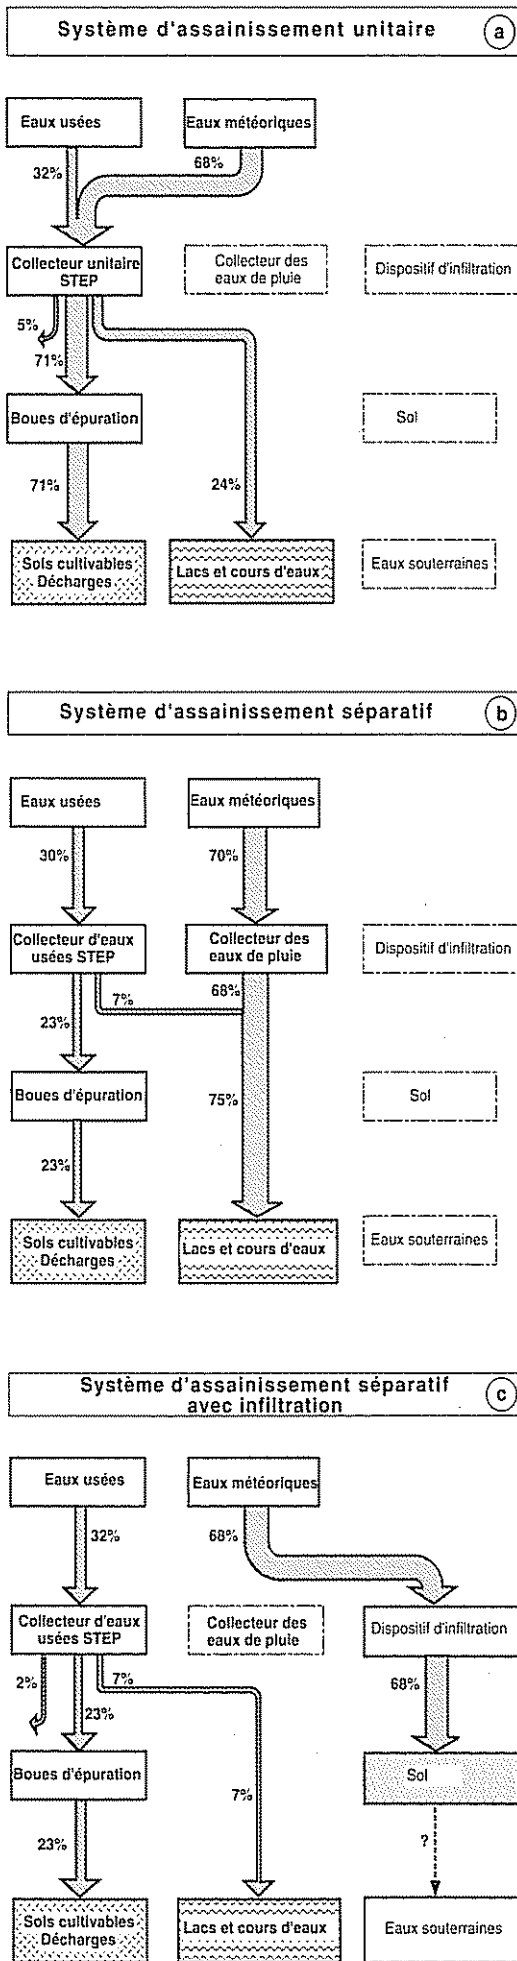 Système d'assainissement unitaire
a
Eaux usées
Eaux météoriques
32%
68%
Collecteur unitaire
STEP
Collecteur des
eaux de pluie
Dispositif d'infiltration
5%
71%
Boues d'épuration
Sol
71%
24%
Sols cultivables
Décharges
Lacs et cours d'eaux
Eaux souterraines
Système d'assainissement séparatif
b
Eaux usées
Eaux météoriques
30%
70%
Collecteur d'eaux
usées STEP
Collecteur des
eaux de pluie
Dispositif d'infiltration
7%
68%
23%
Boues d'épuration
75%
Sol
23%
Sols cultivables
Décharges
Lacs et cours d'eaux
Eaux souterraines
Système d'assainissement séparatif
avec infiltration
c
Eaux usées
Eaux météoriques
32%
68%
Collecteur d'eaux
usées STEP
Collecteur des
eaux de pluie
Dispositif d'infiltration
2%
7%
23%
68%
Boues d'épuration
Sol
7%
23%
?
Sols cultivables
Décharges
Lacs et cours d'eaux
Eaux souterraines